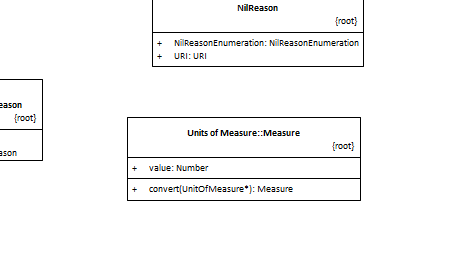 NilReason
{root}
+ NilReasonEnumeration: NilReasonEnumeration
+ URI: URI
eason
{root}
ason
Units of Measure::Measure
{root}
+ value: Number
+ convert(UnitOfMeasure*): Measure